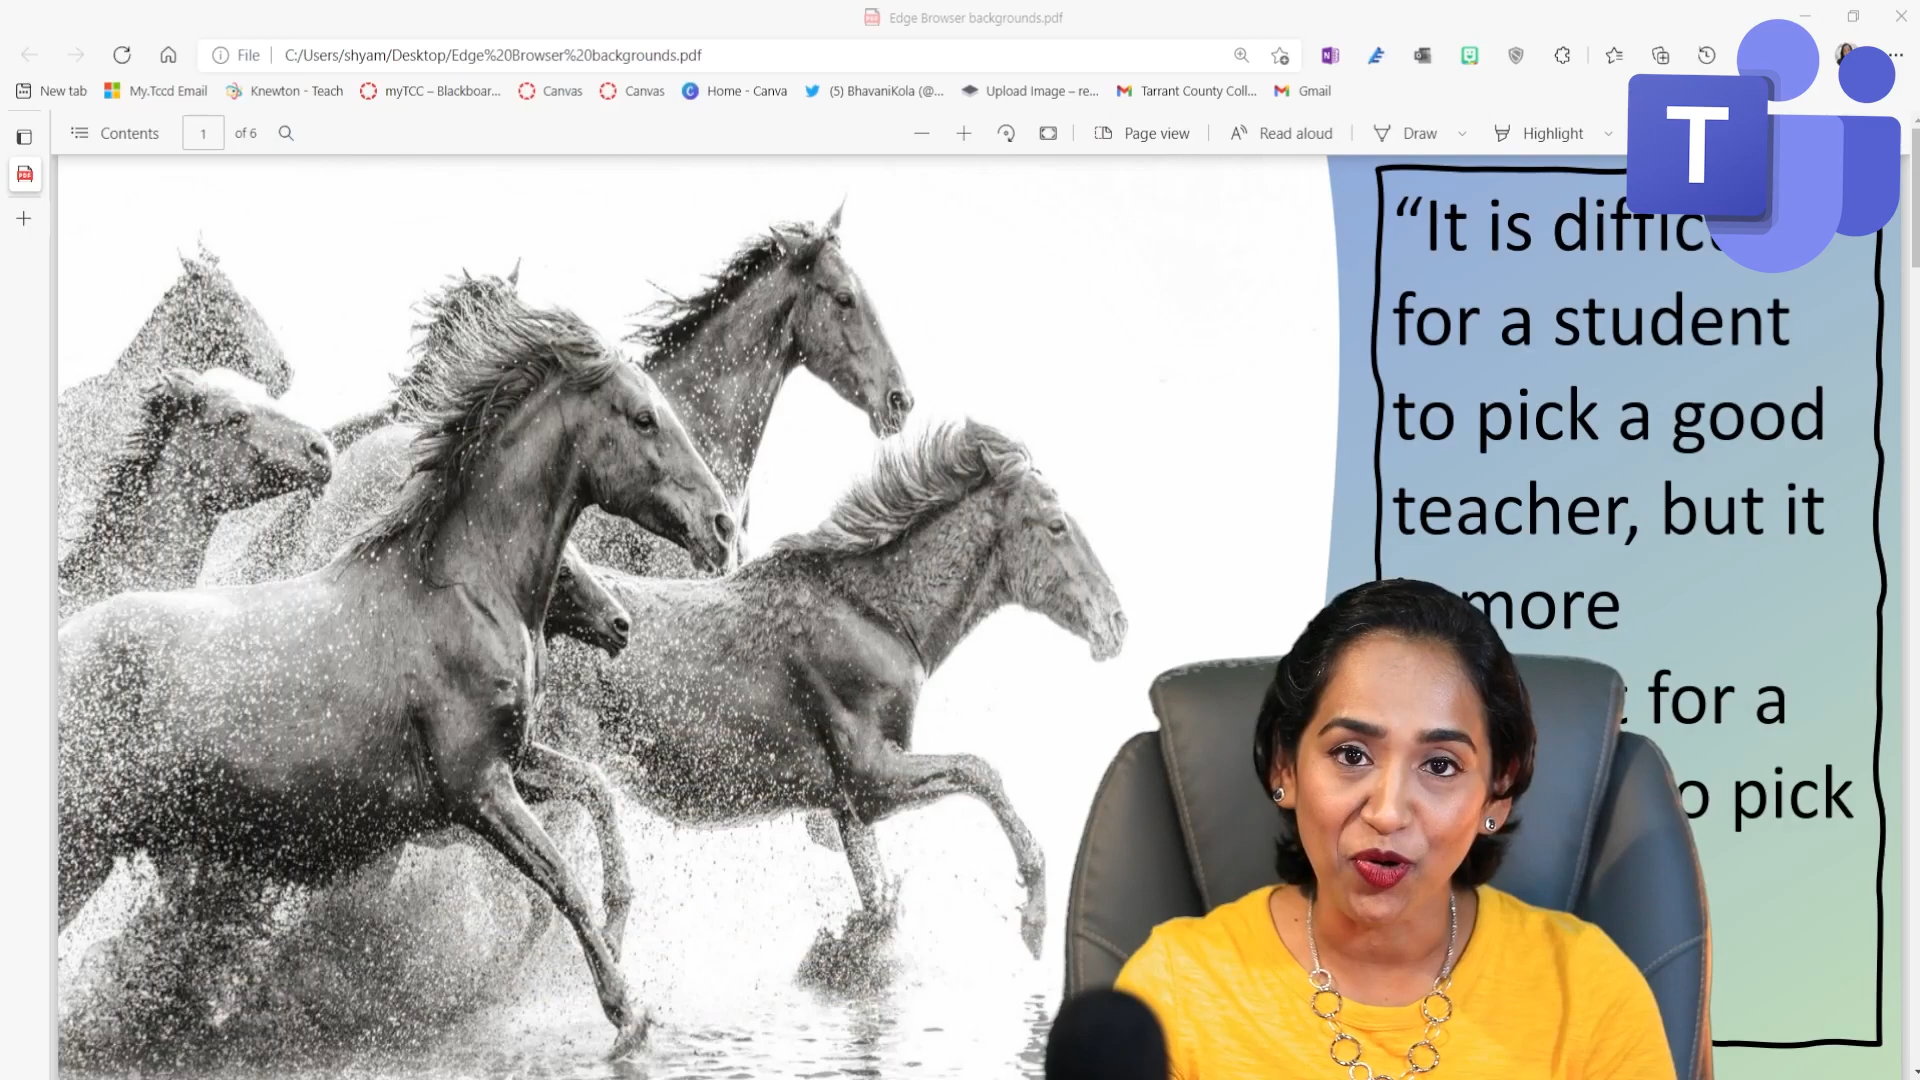 Edge Browser backgrounds.pdf
File
C:/Users/shyam/Desktop/Edge%20Browser%20backgrounds.pdf
New tab
My.Tccd Email
Knewton - Teach
myTCC – Blackboar...
Canvas
Canvas
Home - Canva
(5) BhavaniKola (@...
Upload Image – re...
Tarrant County Coll...
Gmail
Contents
1
of 6
Page view
Read aloud
Draw
Highlight
T
“It is
for a student
to pick a good
teacher, but it
more
for a
pick